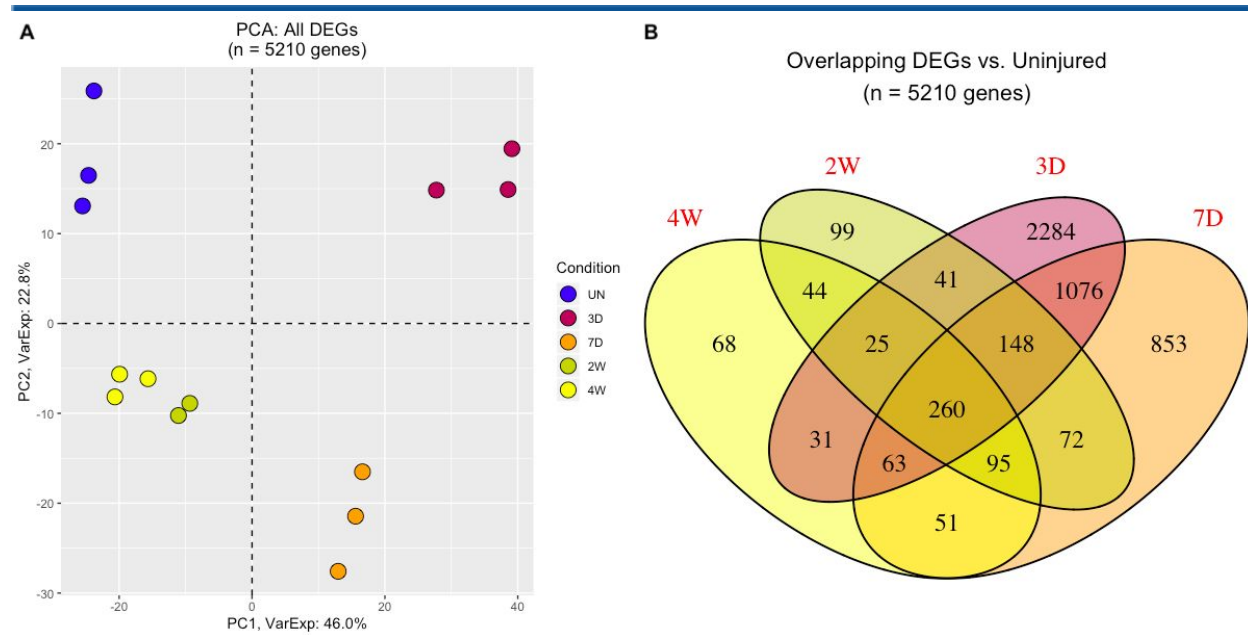 A
PCA: All DEGs
(n = 5210 genes)
20
10
0
-10
-20
-30
-20
0
20
40
PC2, VarExp: 22.8%
PC1, VarExp: 46.0%
Condition
UN
3D
7D
2W
4W
B
Overlapping DEGs vs. Uninjured
(n = 5210 genes)
2W
3D
4W
7D
99
2284
44
41
1076
68
25
148
853
260
31
72
63
95
51